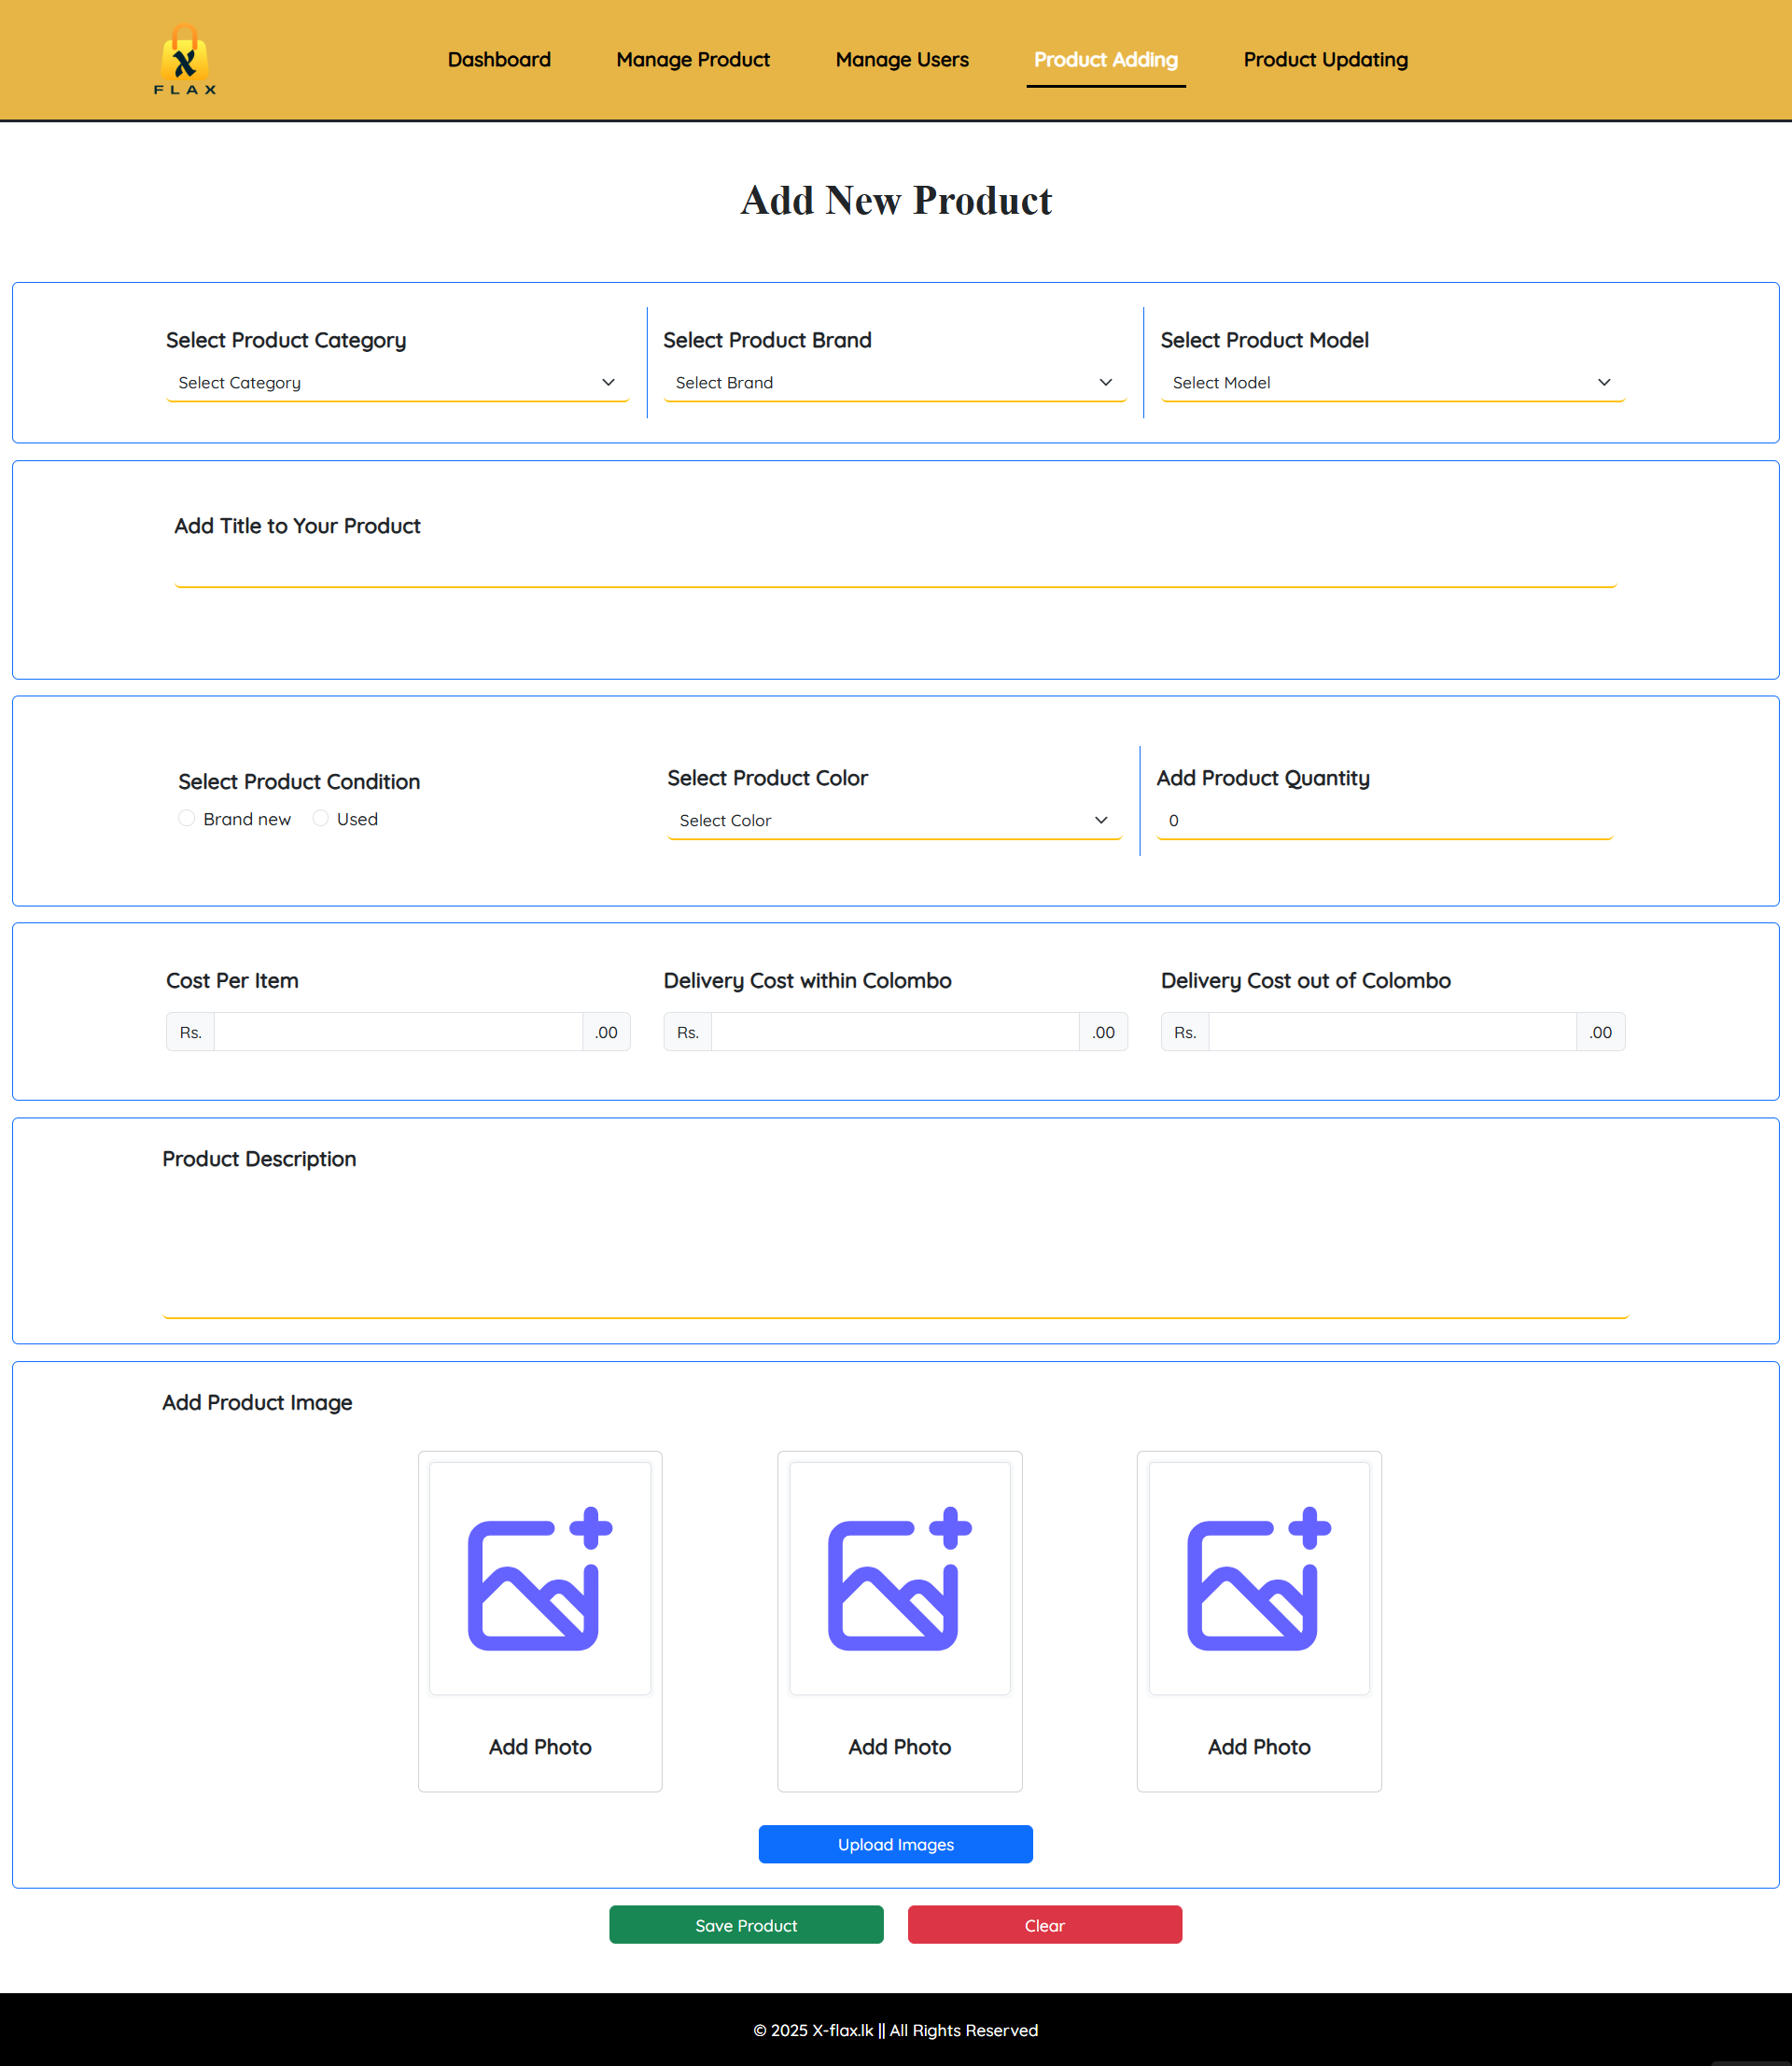 X
FLAX
Dashboard Manage Product Manage Users Product Adding Product Updating
Add New Product
Select Product Category Select Product Brand Select Product Model
Select Category Select Brand Select Model
Add Title to Your Product
Select Product Condition Select Product Color Add Product Quantity
Brand new Used Select Color 0
Cost Per Item Delivery Cost within Colombo Delivery Cost out of Colombo
Rs. .00 Rs. .00 Rs. .00
Product Description
Add Product Image
Add Photo Add Photo Add Photo
Upload Images
Save Product Clear
© 2025 X-flax.lk || All Rights Reserved